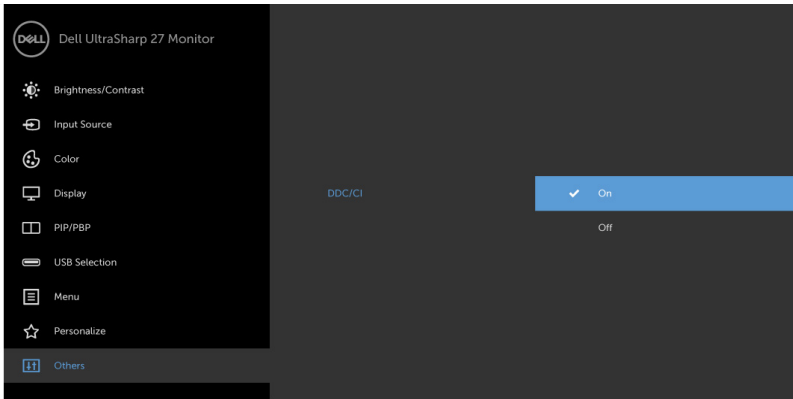 DELL
Dell UltraSharp 27 Monitor
Brightness/Contrast
Input Source
Color
Display
DDC/CI
On
PIP/PBP
Off
USB Selection
Menu
Personalize
Others